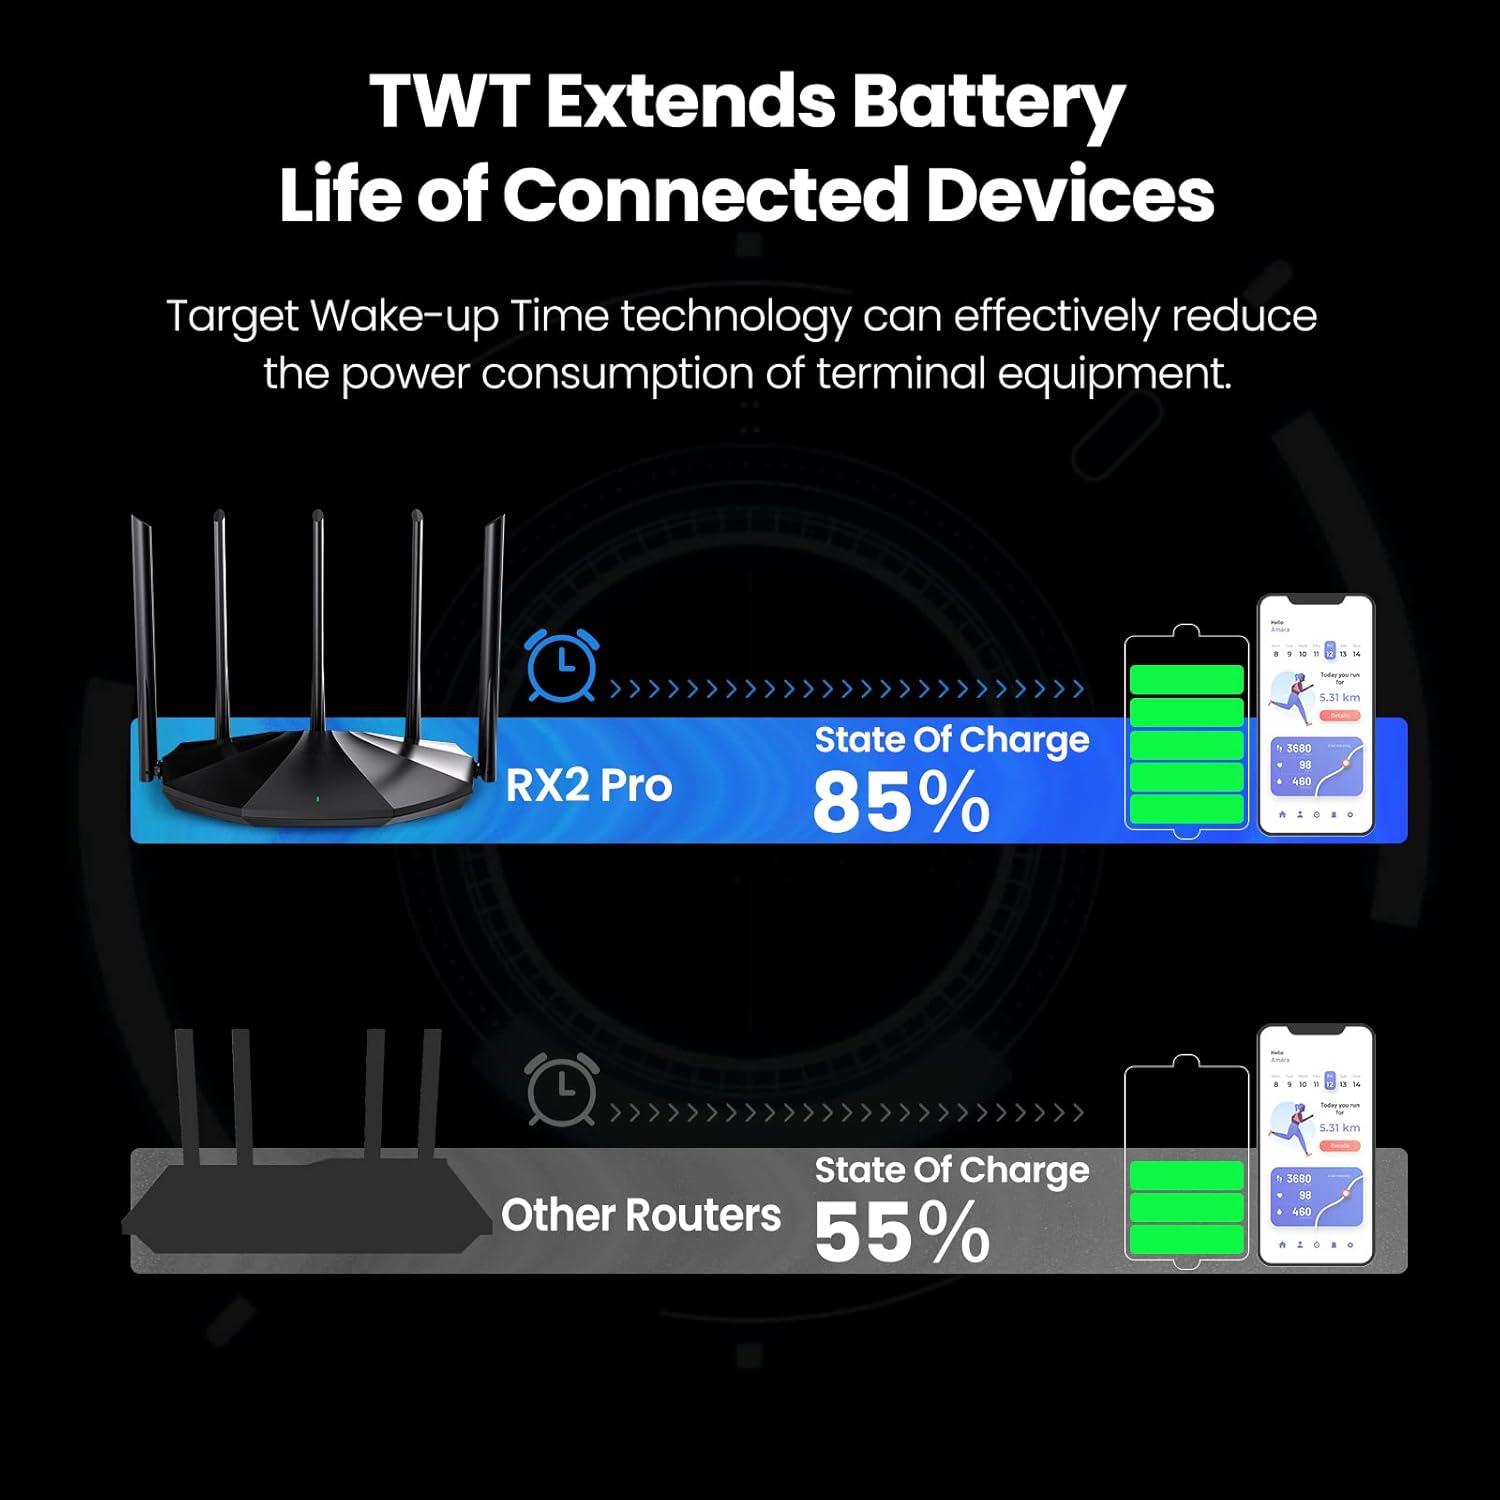 TWT Extends Battery
Life of Connected Devices
Target Wake-up Time technology can effectively reduce
the power consumption of terminal equipment.
RX2 Pro
State Of Charge
85%
Hello
Amara
8 9 10 11 12 13 14
Today you run
for
5.31 km
Details
3680
98
460
Other Routers
State Of Charge
55%
Hello
Amara
8 9 10 11 12 13 14
Today you run
for
5.31 km
Details
3680
98
460